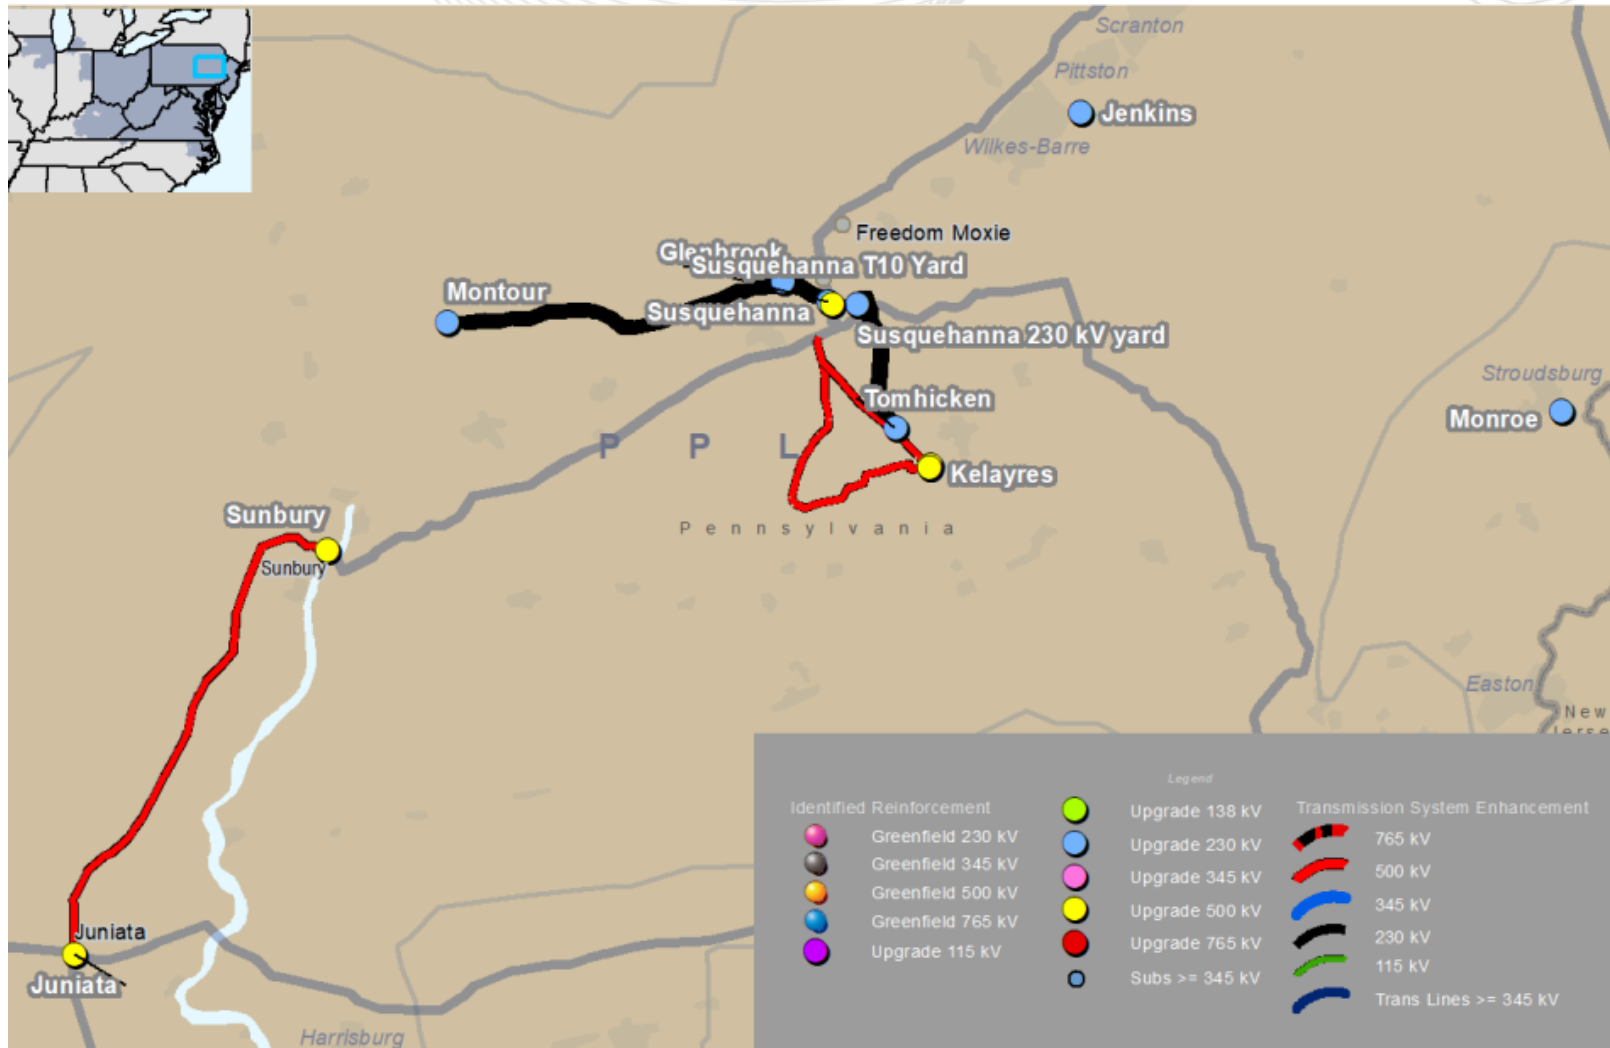 Scranton
Pittston
Jenkins
Wilkes-Barre
Freedom Moxie
Glenbrook
Susquehanna T10 Yard
Montour
Susquehanna
Susquehanna 230 kV yard
Stroudsburg
Tomhicken
Monroe
P P L
Kelayres
Pennsylvania
Sunbury
Sunbury
Easton
New
Juniata
Juniata
Harrisburg
Legend
Identified Reinforcement
Greenfield 230 kV
Greenfield 345 kV
Greenfield 500 kV
Greenfield 765 kV
Upgrade 115 kV
Upgrade 138 kV
Upgrade 230 kV
Upgrade 345 kV
Upgrade 500 kV
Upgrade 765 kV
Subs >= 345 kV
Transmission System Enhancement
765 kV
500 kV
345 kV
230 kV
115 kV
Trans Lines >= 345 kV